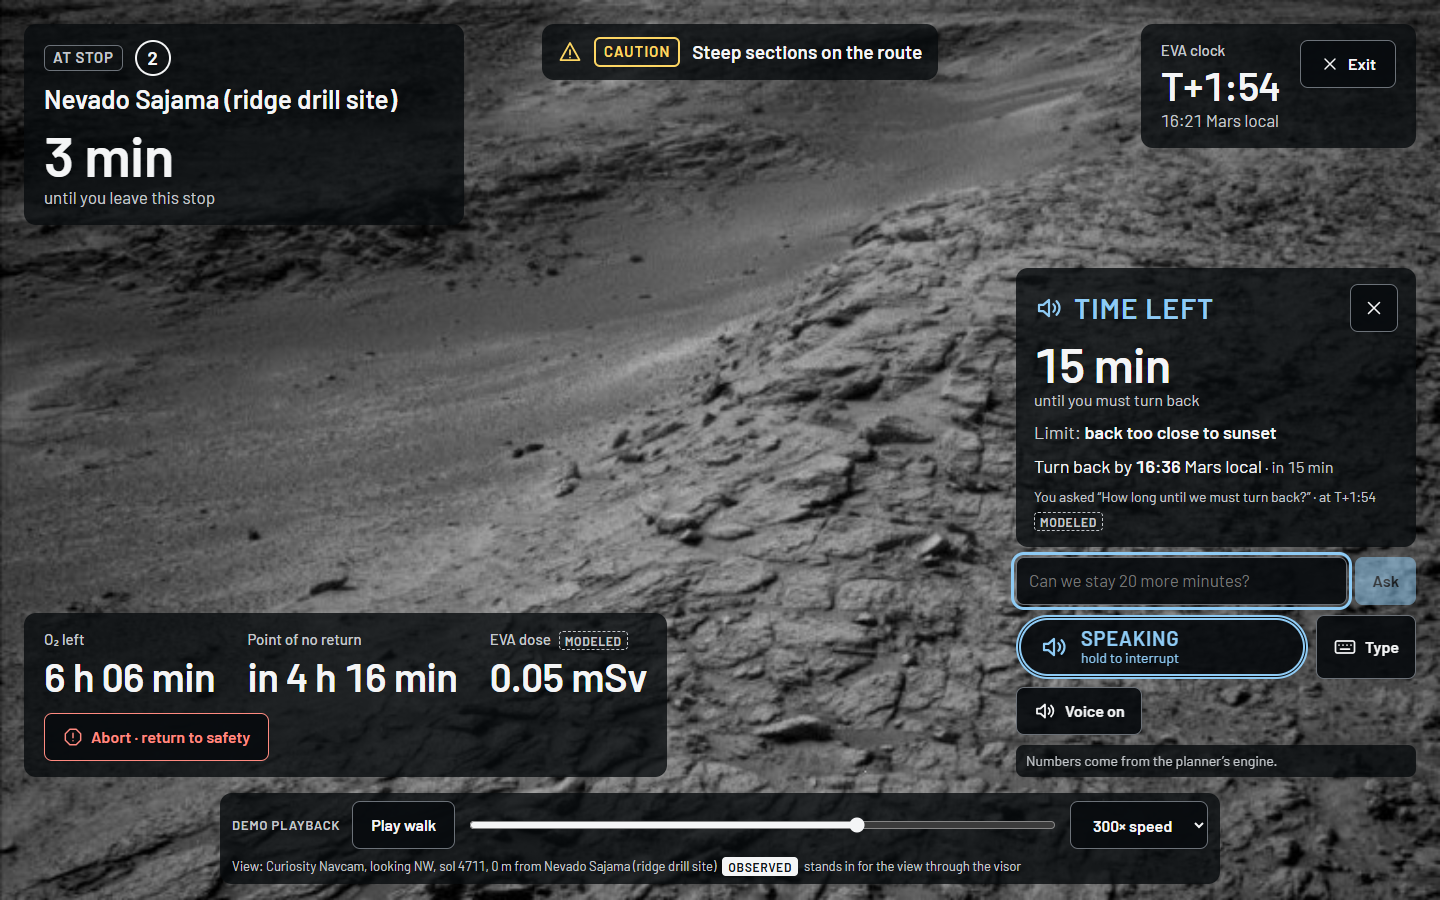 AT STOP 2
Nevado Sajama (ridge drill site)
3 min
until you leave this stop
CAUTION Steep sections on the route
EVA clock
T+1:54
16:21 Mars local
Exit
TIME LEFT
15 min
until you must turn back
Limit: back too close to sunset
Turn back by 16:36 Mars local · in 15 min
You asked “How long until we must turn back?” · at T+1:54
MODELED
Can we stay 20 more minutes? Ask
SPEAKING
hold to interrupt
Type
Voice on
Numbers come from the planner’s engine.
O₂ left
6 h 06 min
Point of no return
in 4 h 16 min
EVA dose MODELED
0.05 mSv
Abort · return to safety
DEMO PLAYBACK Play walk 300× speed
View: Curiosity Navcam, looking NW, sol 4711, 0 m from Nevado Sajama (ridge drill site) OBSERVED stands in for the view through the visor